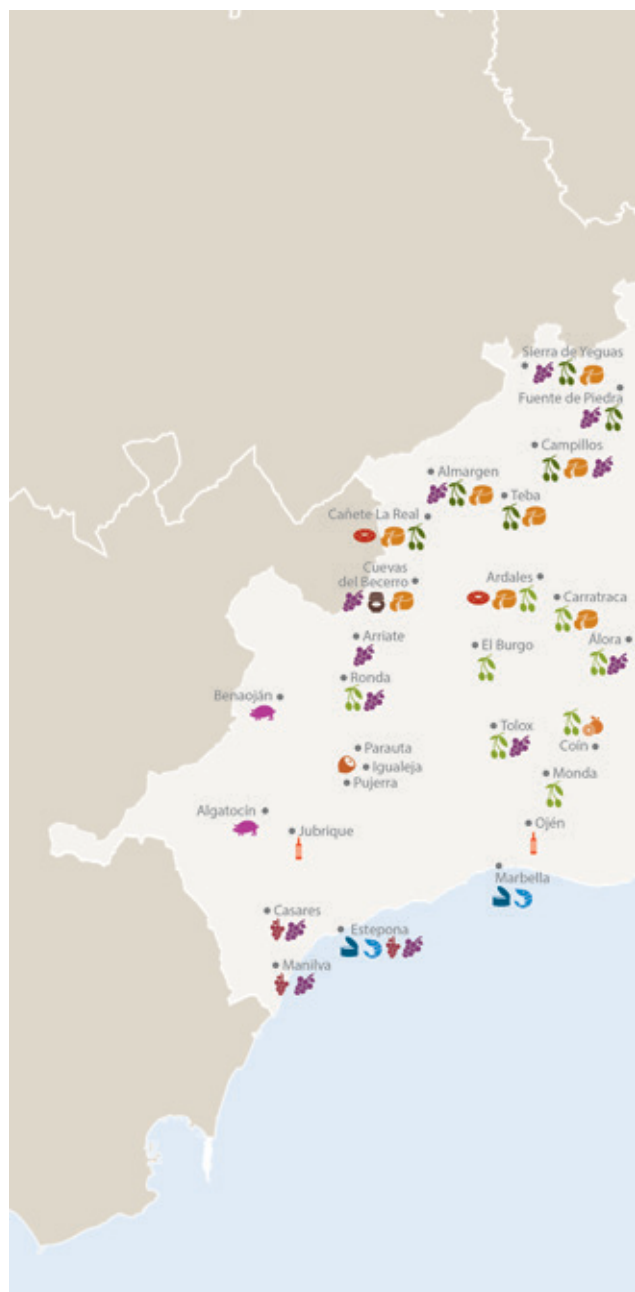 Sierra de Yeguas
Fuente de Piedra
Campillos
Almargen
Teba
Cañete La Real
Cuevas
del Becerro
Ardales
Carratraca
Álora
Arriate
El Burgo
Ronda
Benaoján
Tolox
Coín
Parauta
Igualeja
Pujerra
Monda
Algatocín
Jubrique
Ojén
Marbella
Casares
Estepona
Manilva